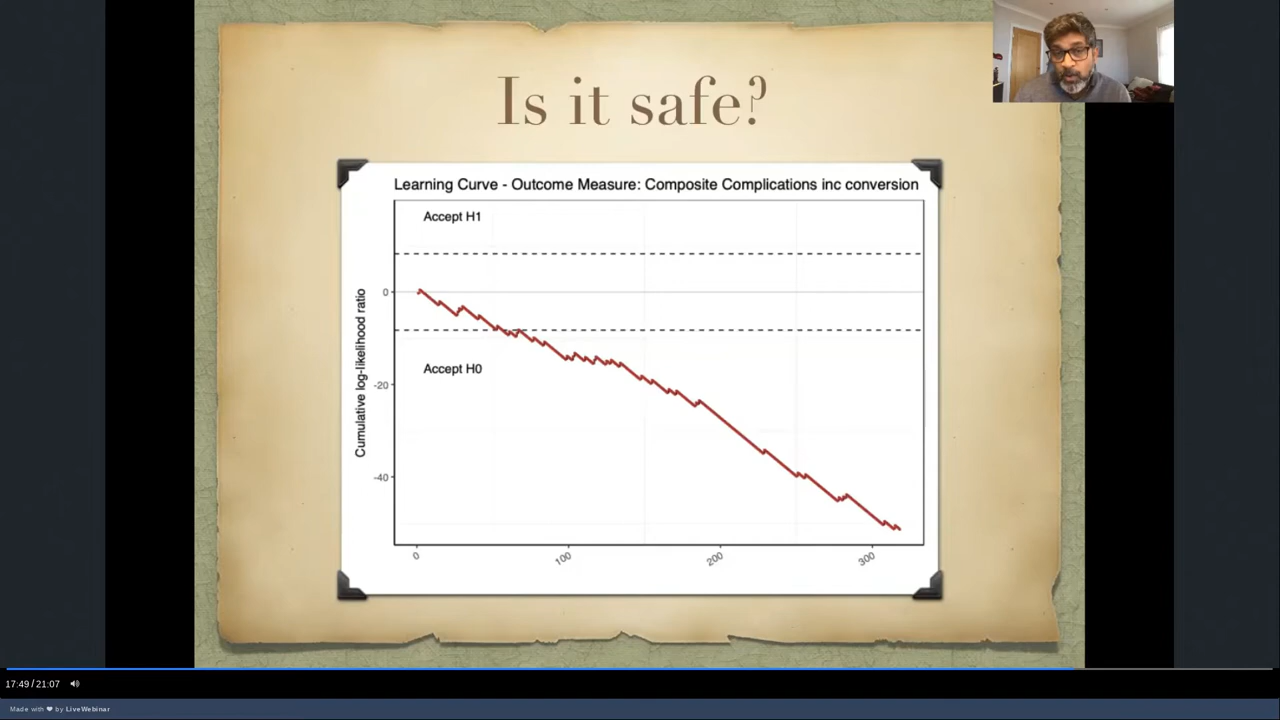 Is it safe?
Learning Curve - Outcome Measure: Composite Complications inc conversion
Accept H1
Cumulative log-likelihood ratio
0
Accept H0
-20
-40
0
100
200
300
17:49 / 21:07
Made with ❤ by LiveWebinar